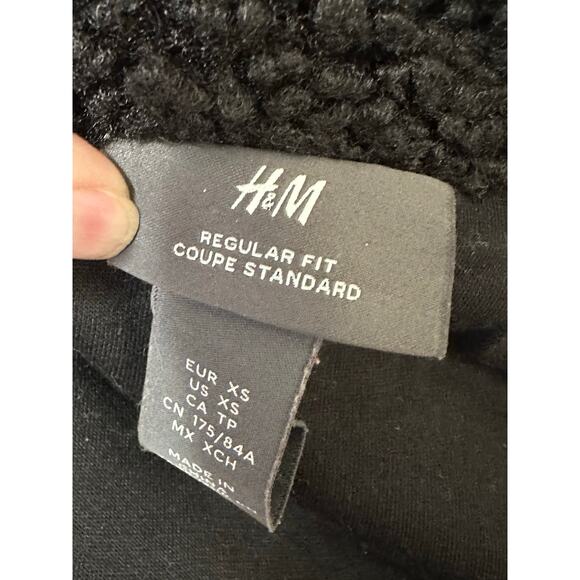 H&M
REGULAR FIT
COUPE STANDARD
EUR XS
US XS
CA TP
CN 175/84A
MX XCH
MADE IN